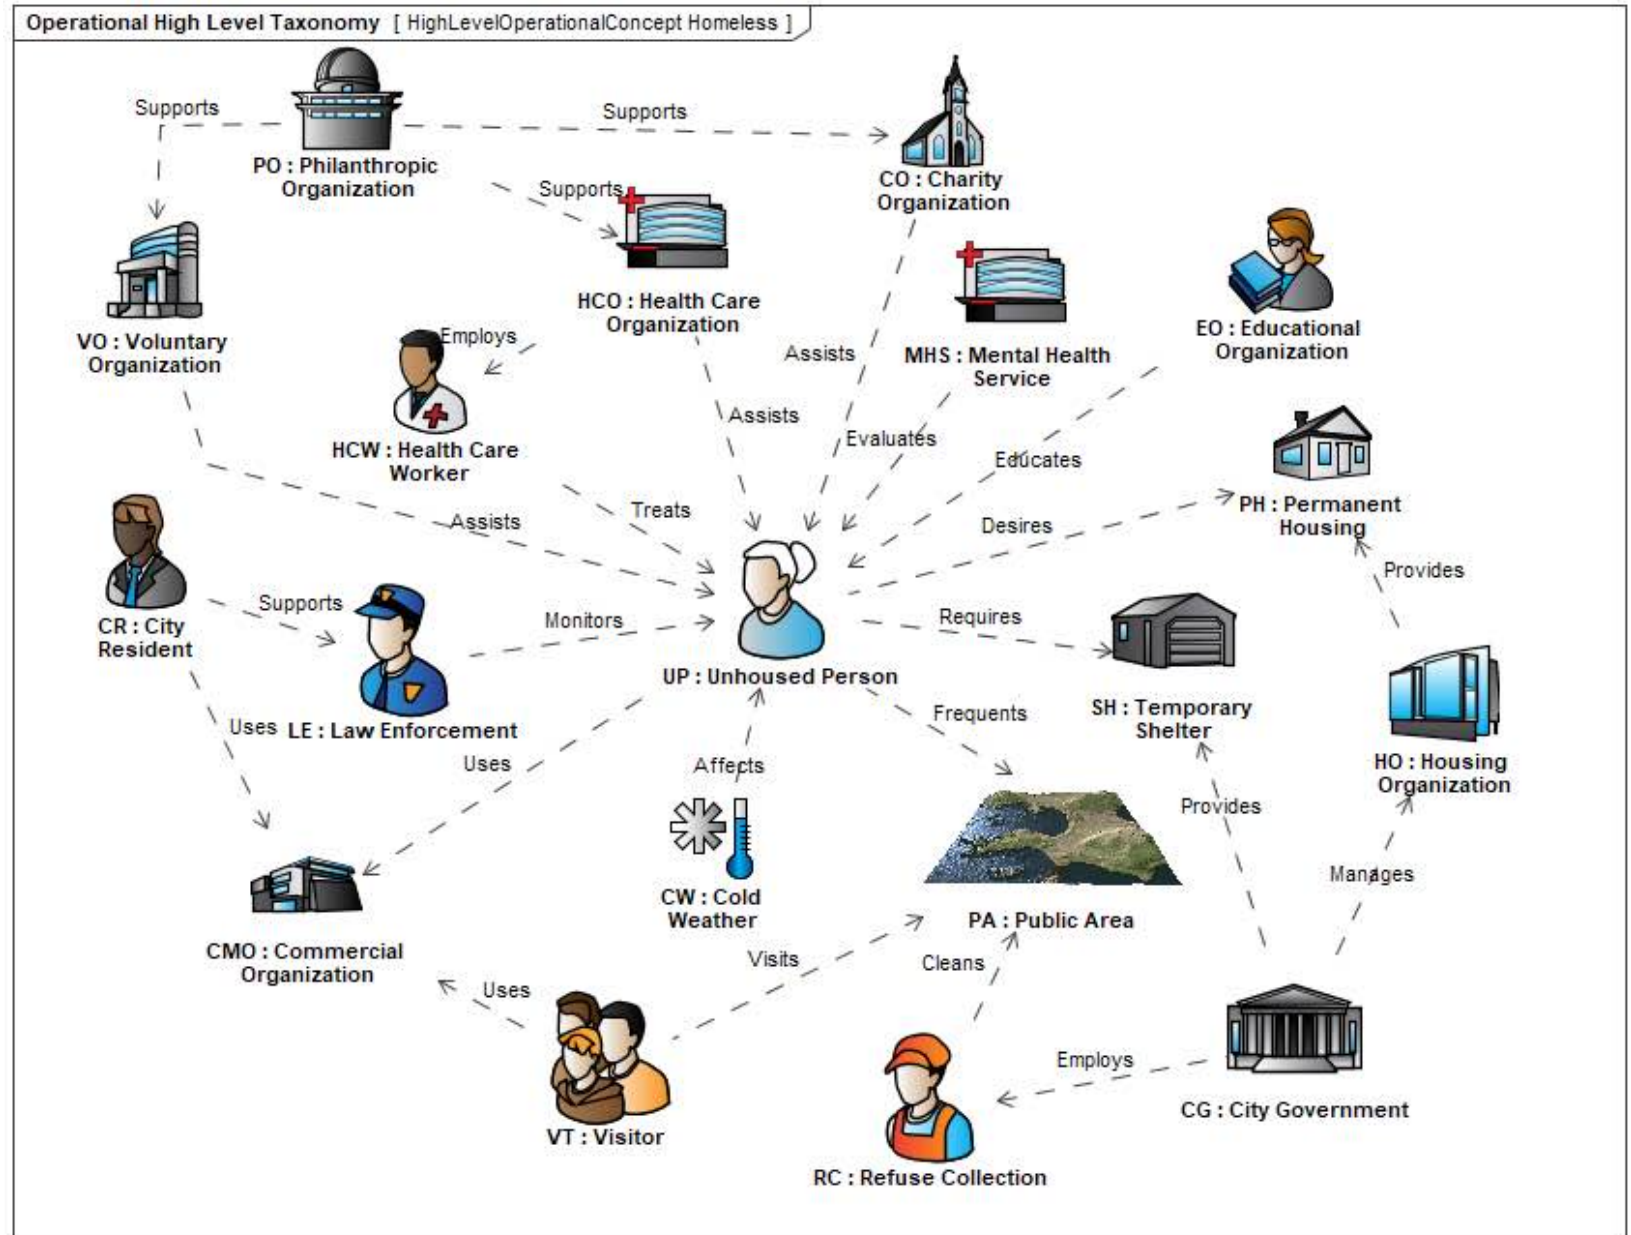 Operational High Level Taxonomy [ HighLevelOperationalConcept Homeless ]
Supports
Supports
PO : Philanthropic
Organization
Supports
CO : Charity
Organization
HCO : Health Care
Organization
VO : Voluntary
Organization
Employs
MHS : Mental Health
Service
EO : Educational
Organization
Assists
Assists
HCW : Health Care
Worker
Evaluates
Educates
PH : Permanent
Housing
Treats
Assists
Desires
Provides
Supports
CR : City
Resident
Monitors
Requires
UP : Unhoused Person
Uses
LE : Law Enforcement
Frequents
SH : Temporary
Shelter
Uses
Affects
HO : Housing
Organization
Provides
Manages
CW : Cold
Weather
PA : Public Area
CMO : Commercial
Organization
Visits
Cleans
Uses
Employs
CG : City Government
VT : Visitor
RC : Refuse Collection